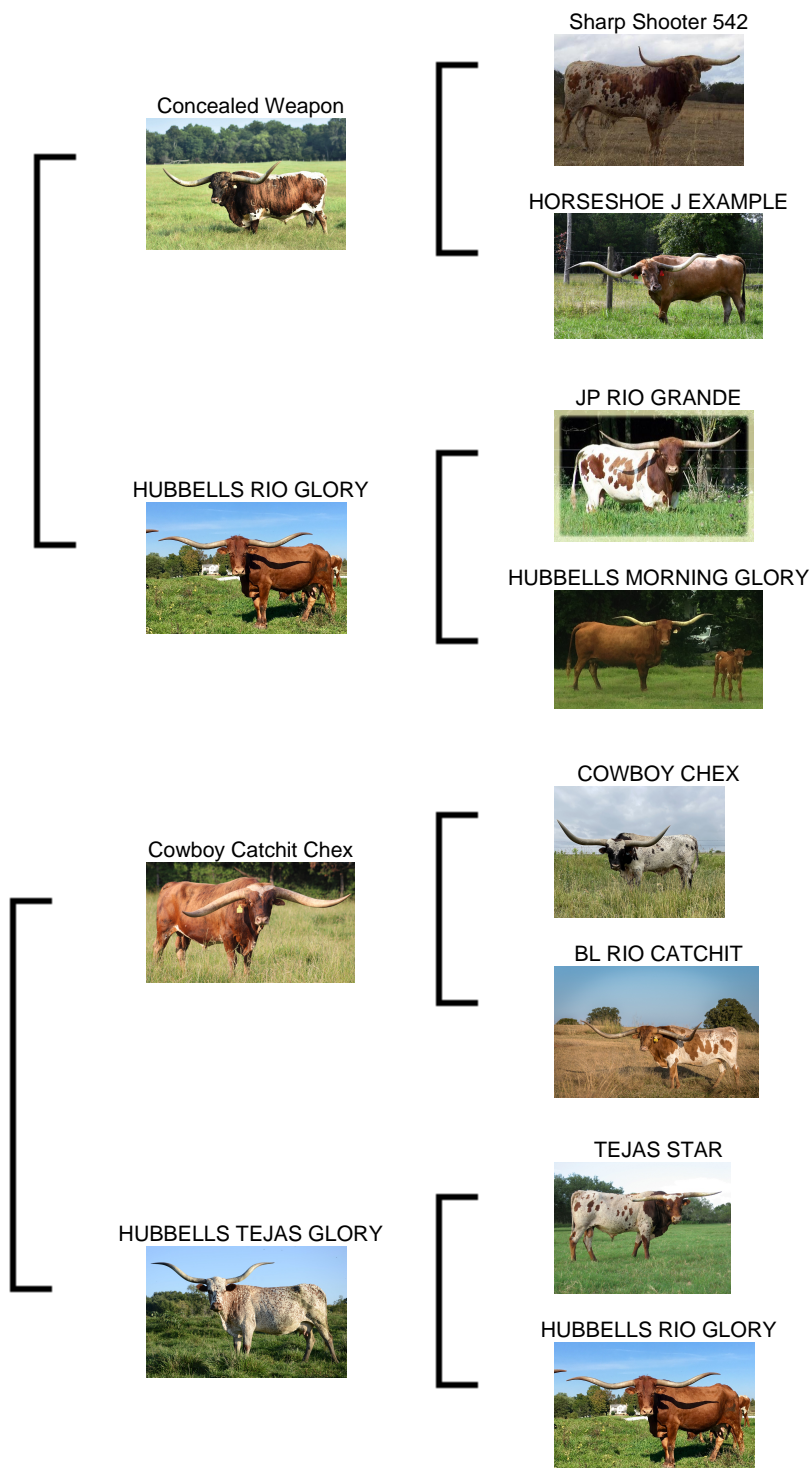 Sharp Shooter 542
Concealed Weapon
HORSESHOE J EXAMPLE
JP RIO GRANDE
HUBBELLS RIO GLORY
HUBBELLS MORNING GLORY
COWBOY CHEX
Cowboy Catchit Chex
BL RIO CATCHIT
TEJAS STAR
HUBBELLS TEJAS GLORY
HUBBELLS RIO GLORY